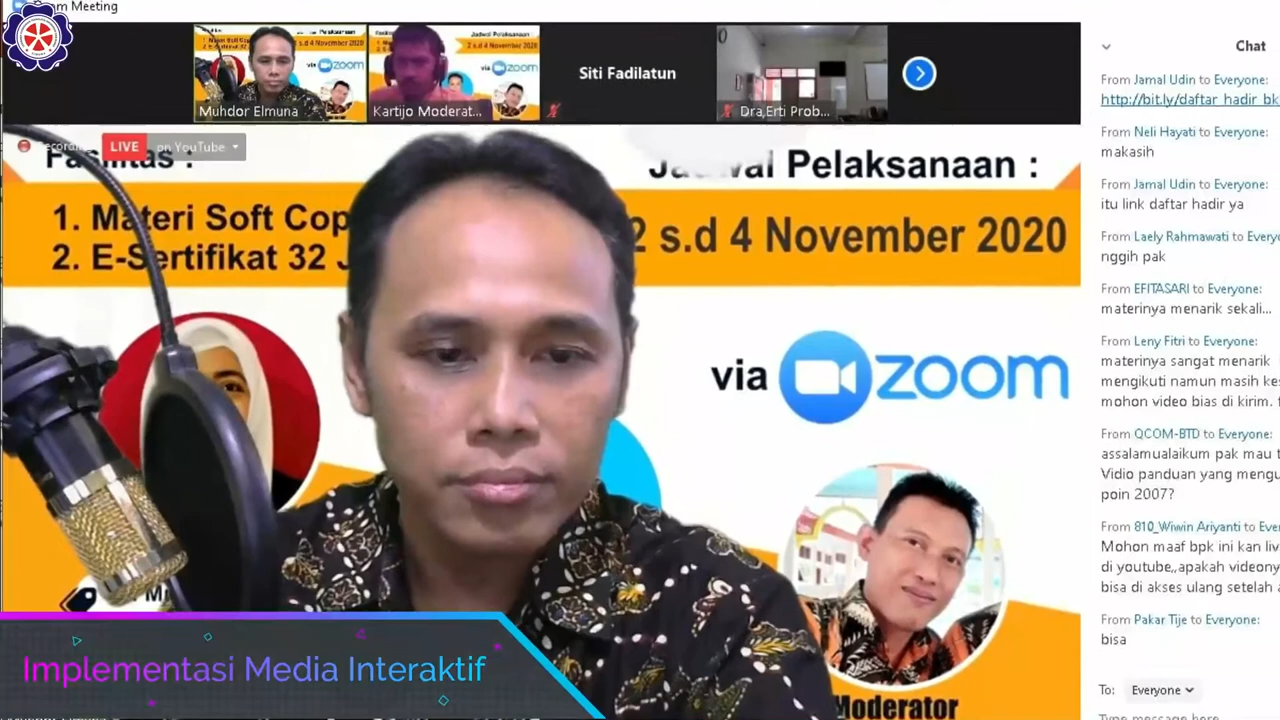 m Meeting
Muhdor Elmuna
Kartijo Moderat...
Siti Fadilatun
Dra,Erti Prob...
LIVE
on YouTube
Fasilitas :
1. Materi Soft Cop
2. E-Sertifikat 32 J
Jadwal Pelaksanaan :
2 s.d 4 November 2020
via zoom
Moderator
Implementasi Media Interaktif
Chat
From Jamal Udin to Everyone:
http://bit.ly/daftar_hadir_bk
From Neli Hayati to Everyone:
makasih
From Jamal Udin to Everyone:
itu link daftar hadir ya
From Laely Rahmawati to Everyo
nggih pak
From EFITASARI to Everyone:
materinya menarik sekali...
From Leny Fitri to Everyone:
materinya sangat menarik
mengikuti namun masih kes
mohon video bias di kirim.
From QCOM-BTD to Everyone:
assalamualaikum pak mau t
Vidio panduan yang mengu
poin 2007?
From 810_Wiwin Ariyanti to Ever
Mohon maaf bpk ini kan liv
di youtube,,apakah videony
bisa di akses ulang setelah a
From Pakar Tije to Everyone:
bisa
To: Everyone
Type message here